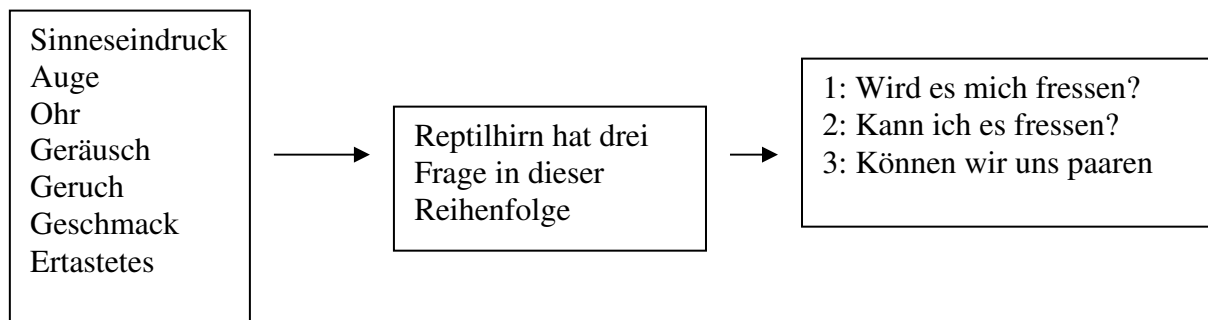 Sinneseindruck
Auge
Ohr
Geräusch
Geruch
Geschmack
Ertastetes
Reptilhirn hat drei
Frage in dieser
Reihenfolge
1: Wird es mich fressen?
2: Kann ich es fressen?
3: Können wir uns paaren